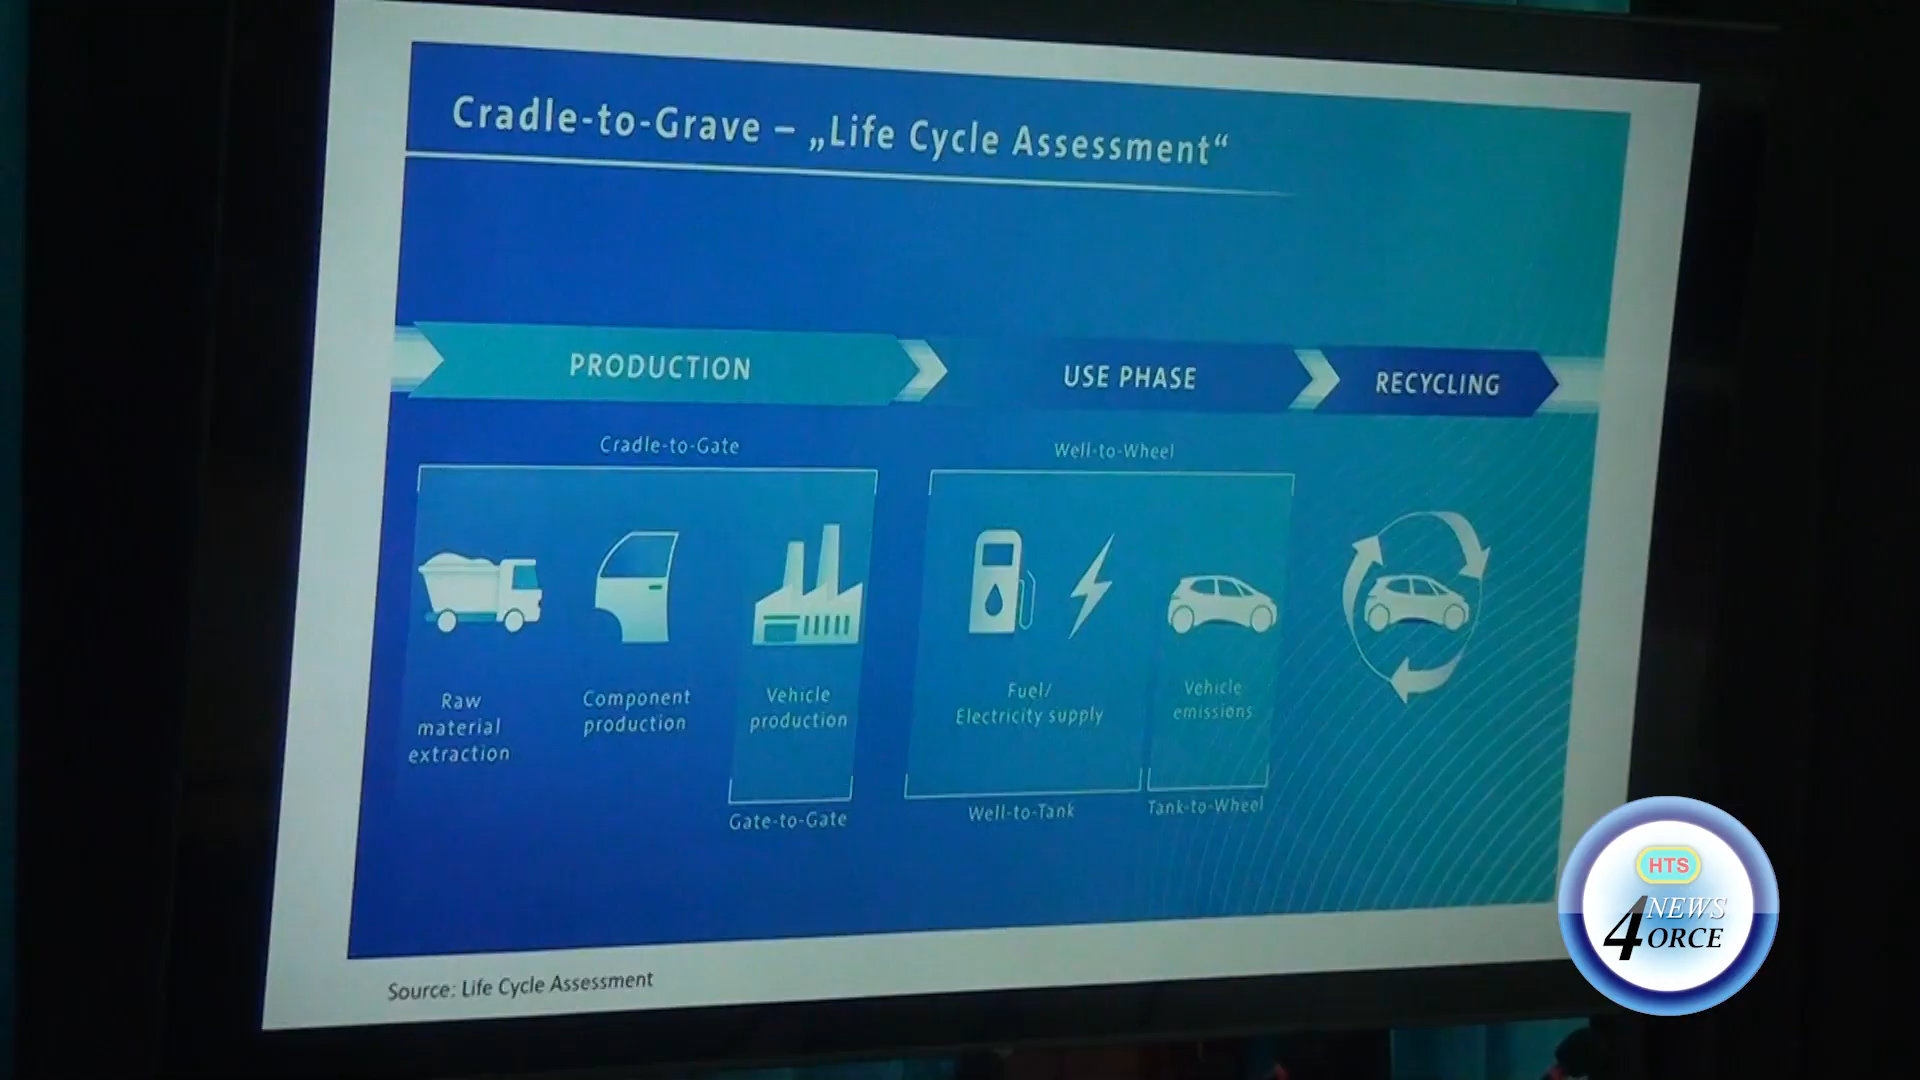 Cradle-to-Grave – „Life Cycle Assessment“
PRODUCTION
USE PHASE
RECYCLING
Cradle-to-Gate
Well-to-Wheel
Raw
material
extraction
Component
production
Vehicle
production
Fuel/
Electricity supply
Vehicle
emissions
Gate-to-Gate
Well-to-Tank
Tank-to-Wheel
Source: Life Cycle Assessment
HTS
NEWS
4ORCE